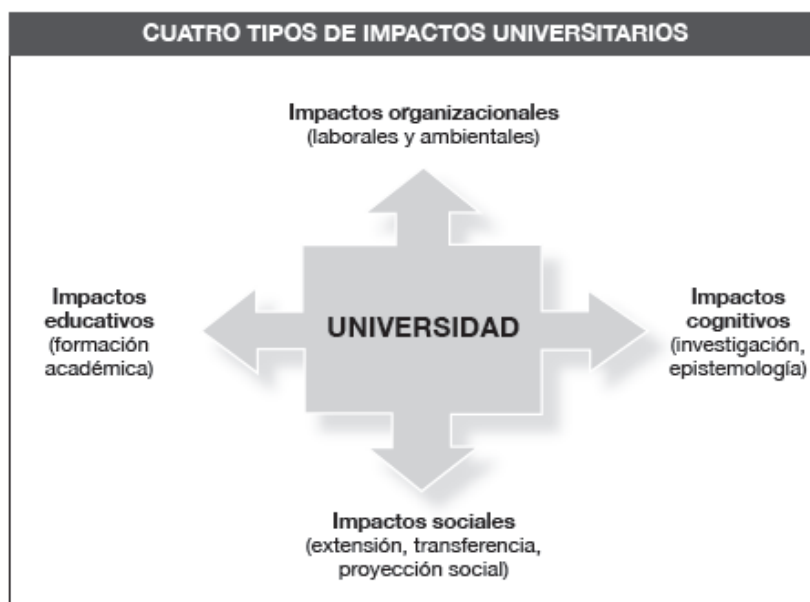 CUATRO TIPOS DE IMPACTOS UNIVERSITARIOS
Impactos organizacionales
(laborales y ambientales)
Impactos
educativos
(formación
académica)
UNIVERSIDAD
Impactos
cognitivos
(investigación,
epistemología)
Impactos sociales
(extensión, transferencia,
proyección social)